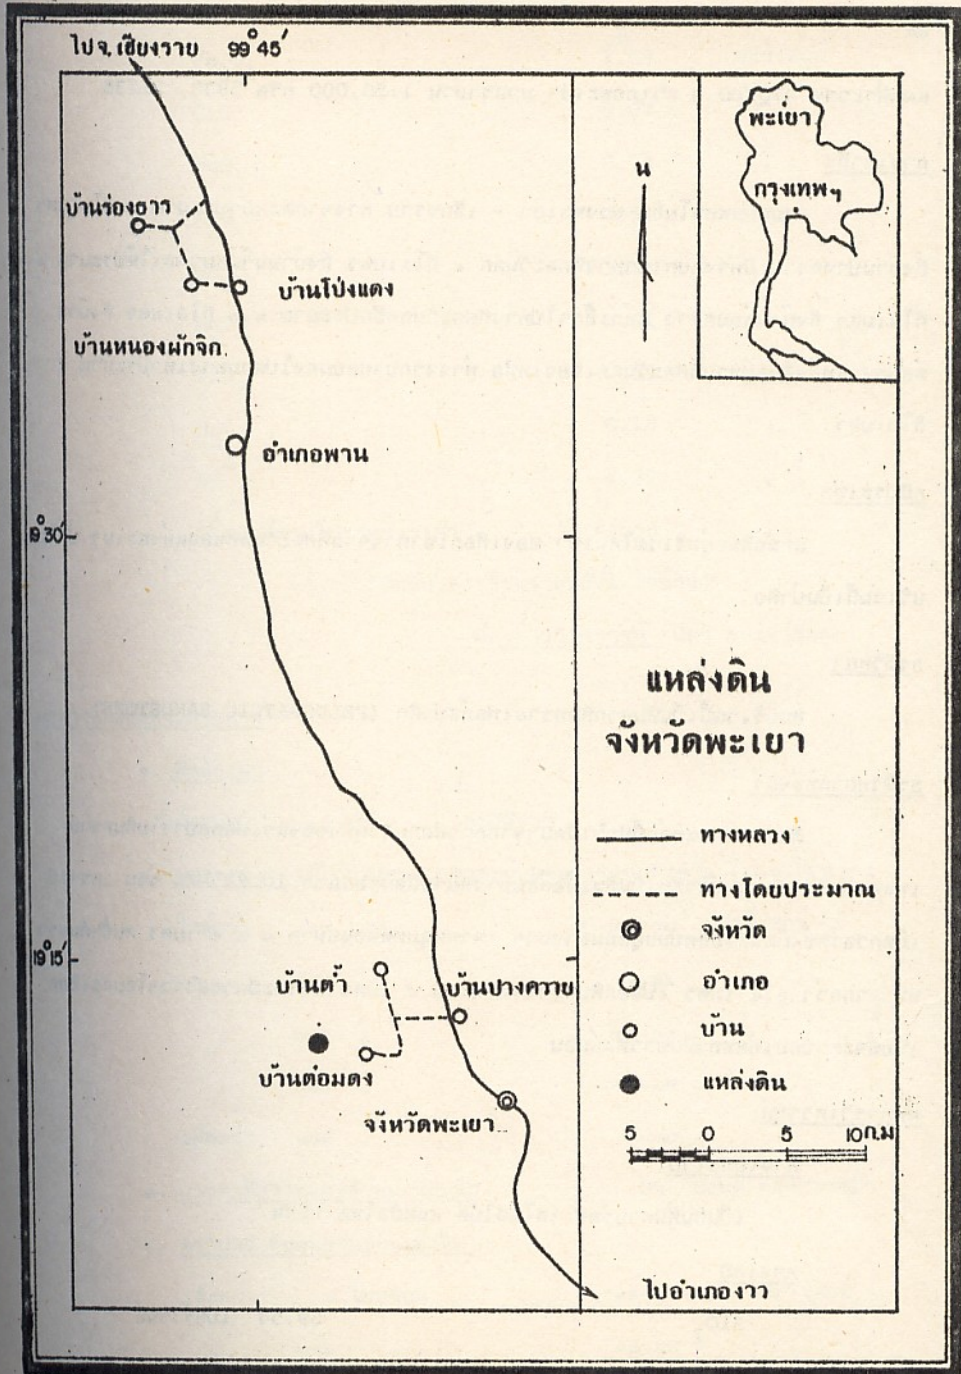 ไปจ.เชียงราย 99°45′
พะเยา
น
กรุงเทพฯ
บ้านร่องธาร
บ้านโป่งแดง
บ้านหนองผักจิก
อำเภอพาน
19°30′
แหล่งดิน
จังหวัดพะเยา
ทางหลวง
ทางโดยประมาณ
จังหวัด
19°15′
อำเภอ
บ้านต๊ำ
บ้านปางควาย
บ้าน
บ้านต่อมดง
แหล่งดิน
จังหวัดพะเยา
5 0 5 10ก.ม
ไปอำเภองาว